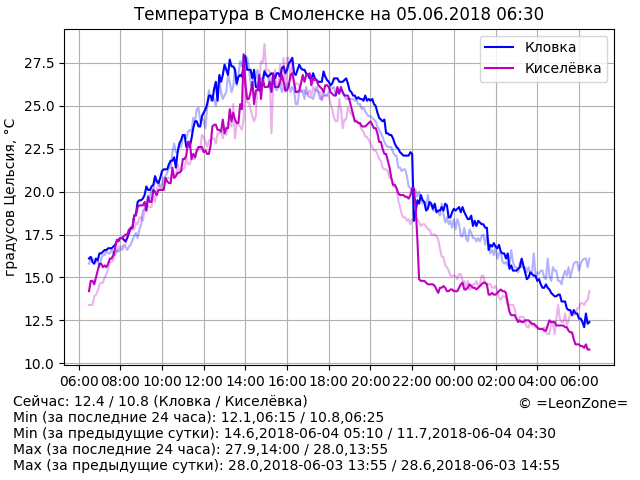 Температура в Смоленске на 05.06.2018 06:30
градусов Цельсия, °C
27.5
25.0
22.5
20.0
17.5
15.0
12.5
10.0
Кловка
Киселёвка
06:00 08:00 10:00 12:00 14:00 16:00 18:00 20:00 22:00 00:00 02:00 04:00 06:00
Сейчас: 12.4 / 10.8 (Кловка / Киселёвка)
© =LeonZone=
Min (за последние 24 часа): 12.1,06:15 / 10.8,06:25
Min (за предыдущие сутки): 14.6,2018-06-04 05:10 / 11.7,2018-06-04 04:30
Max (за последние 24 часа): 27.9,14:00 / 28.0,13:55
Max (за предыдущие сутки): 28.0,2018-06-03 13:55 / 28.6,2018-06-03 14:55